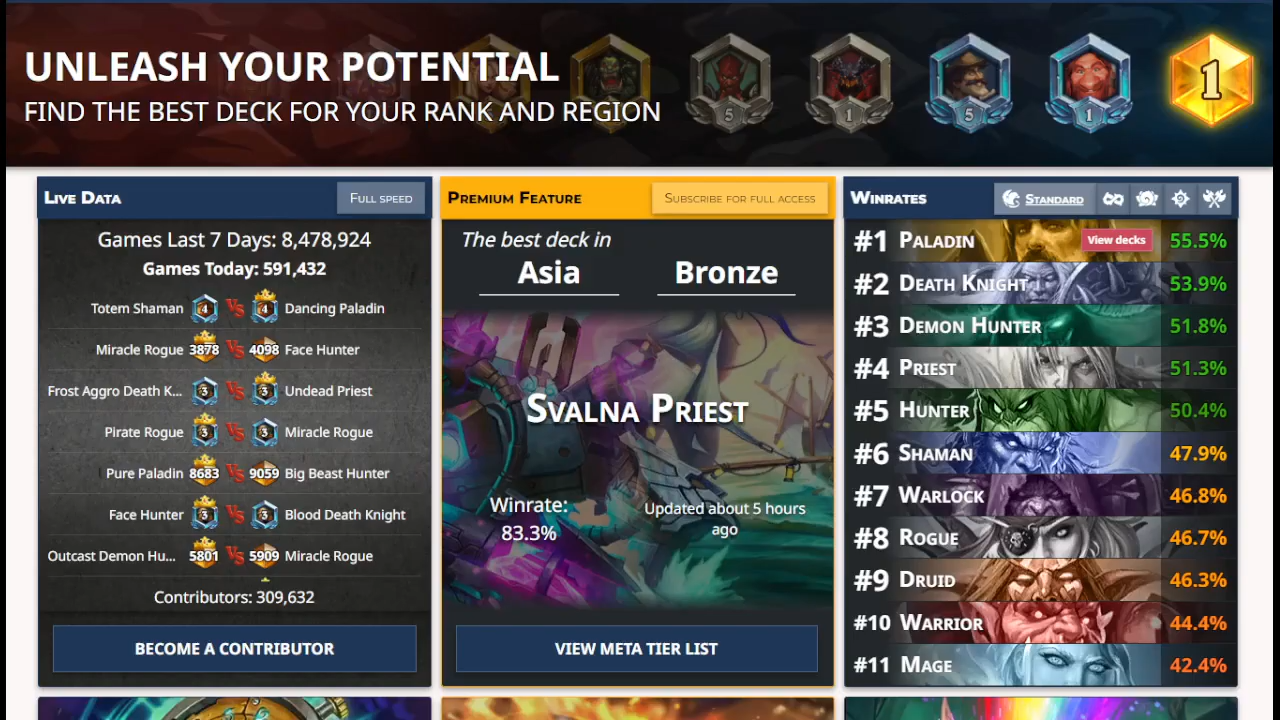 UNLEASH YOUR POTENTIAL
FIND THE BEST DECK FOR YOUR RANK AND REGION
5
1
5
1
1
LIVE DATA
FULL SPEED
Games Last 7 Days: 8,478,924
Games Today: 591,432
Totem Shaman 4 VS 4 Dancing Paladin
Miracle Rogue 3878 VS 4098 Face Hunter
Frost Aggro Death K... 3 VS 3 Undead Priest
Pirate Rogue 3 VS 3 Miracle Rogue
Pure Paladin 8683 VS 9059 Big Beast Hunter
Face Hunter 3 VS 3 Blood Death Knight
Outcast Demon Hu... 5801 VS 5909 Miracle Rogue
Contributors: 309,632
BECOME A CONTRIBUTOR
PREMIUM FEATURE
SUBSCRIBE FOR FULL ACCESS
The best deck in
Asia Bronze
SVALNA PRIEST
Winrate:
83.3%
Updated about 5 hours
ago
VIEW META TIER LIST
WINRATES
STANDARD
#1 PALADIN View decks 55.5%
#2 DEATH KNIGHT 53.9%
#3 DEMON HUNTER 51.8%
#4 PRIEST 51.3%
#5 HUNTER 50.4%
#6 SHAMAN 47.9%
#7 WARLOCK 46.8%
#8 ROGUE 46.7%
#9 DRUID 46.3%
#10 WARRIOR 44.4%
#11 MAGE 42.4%